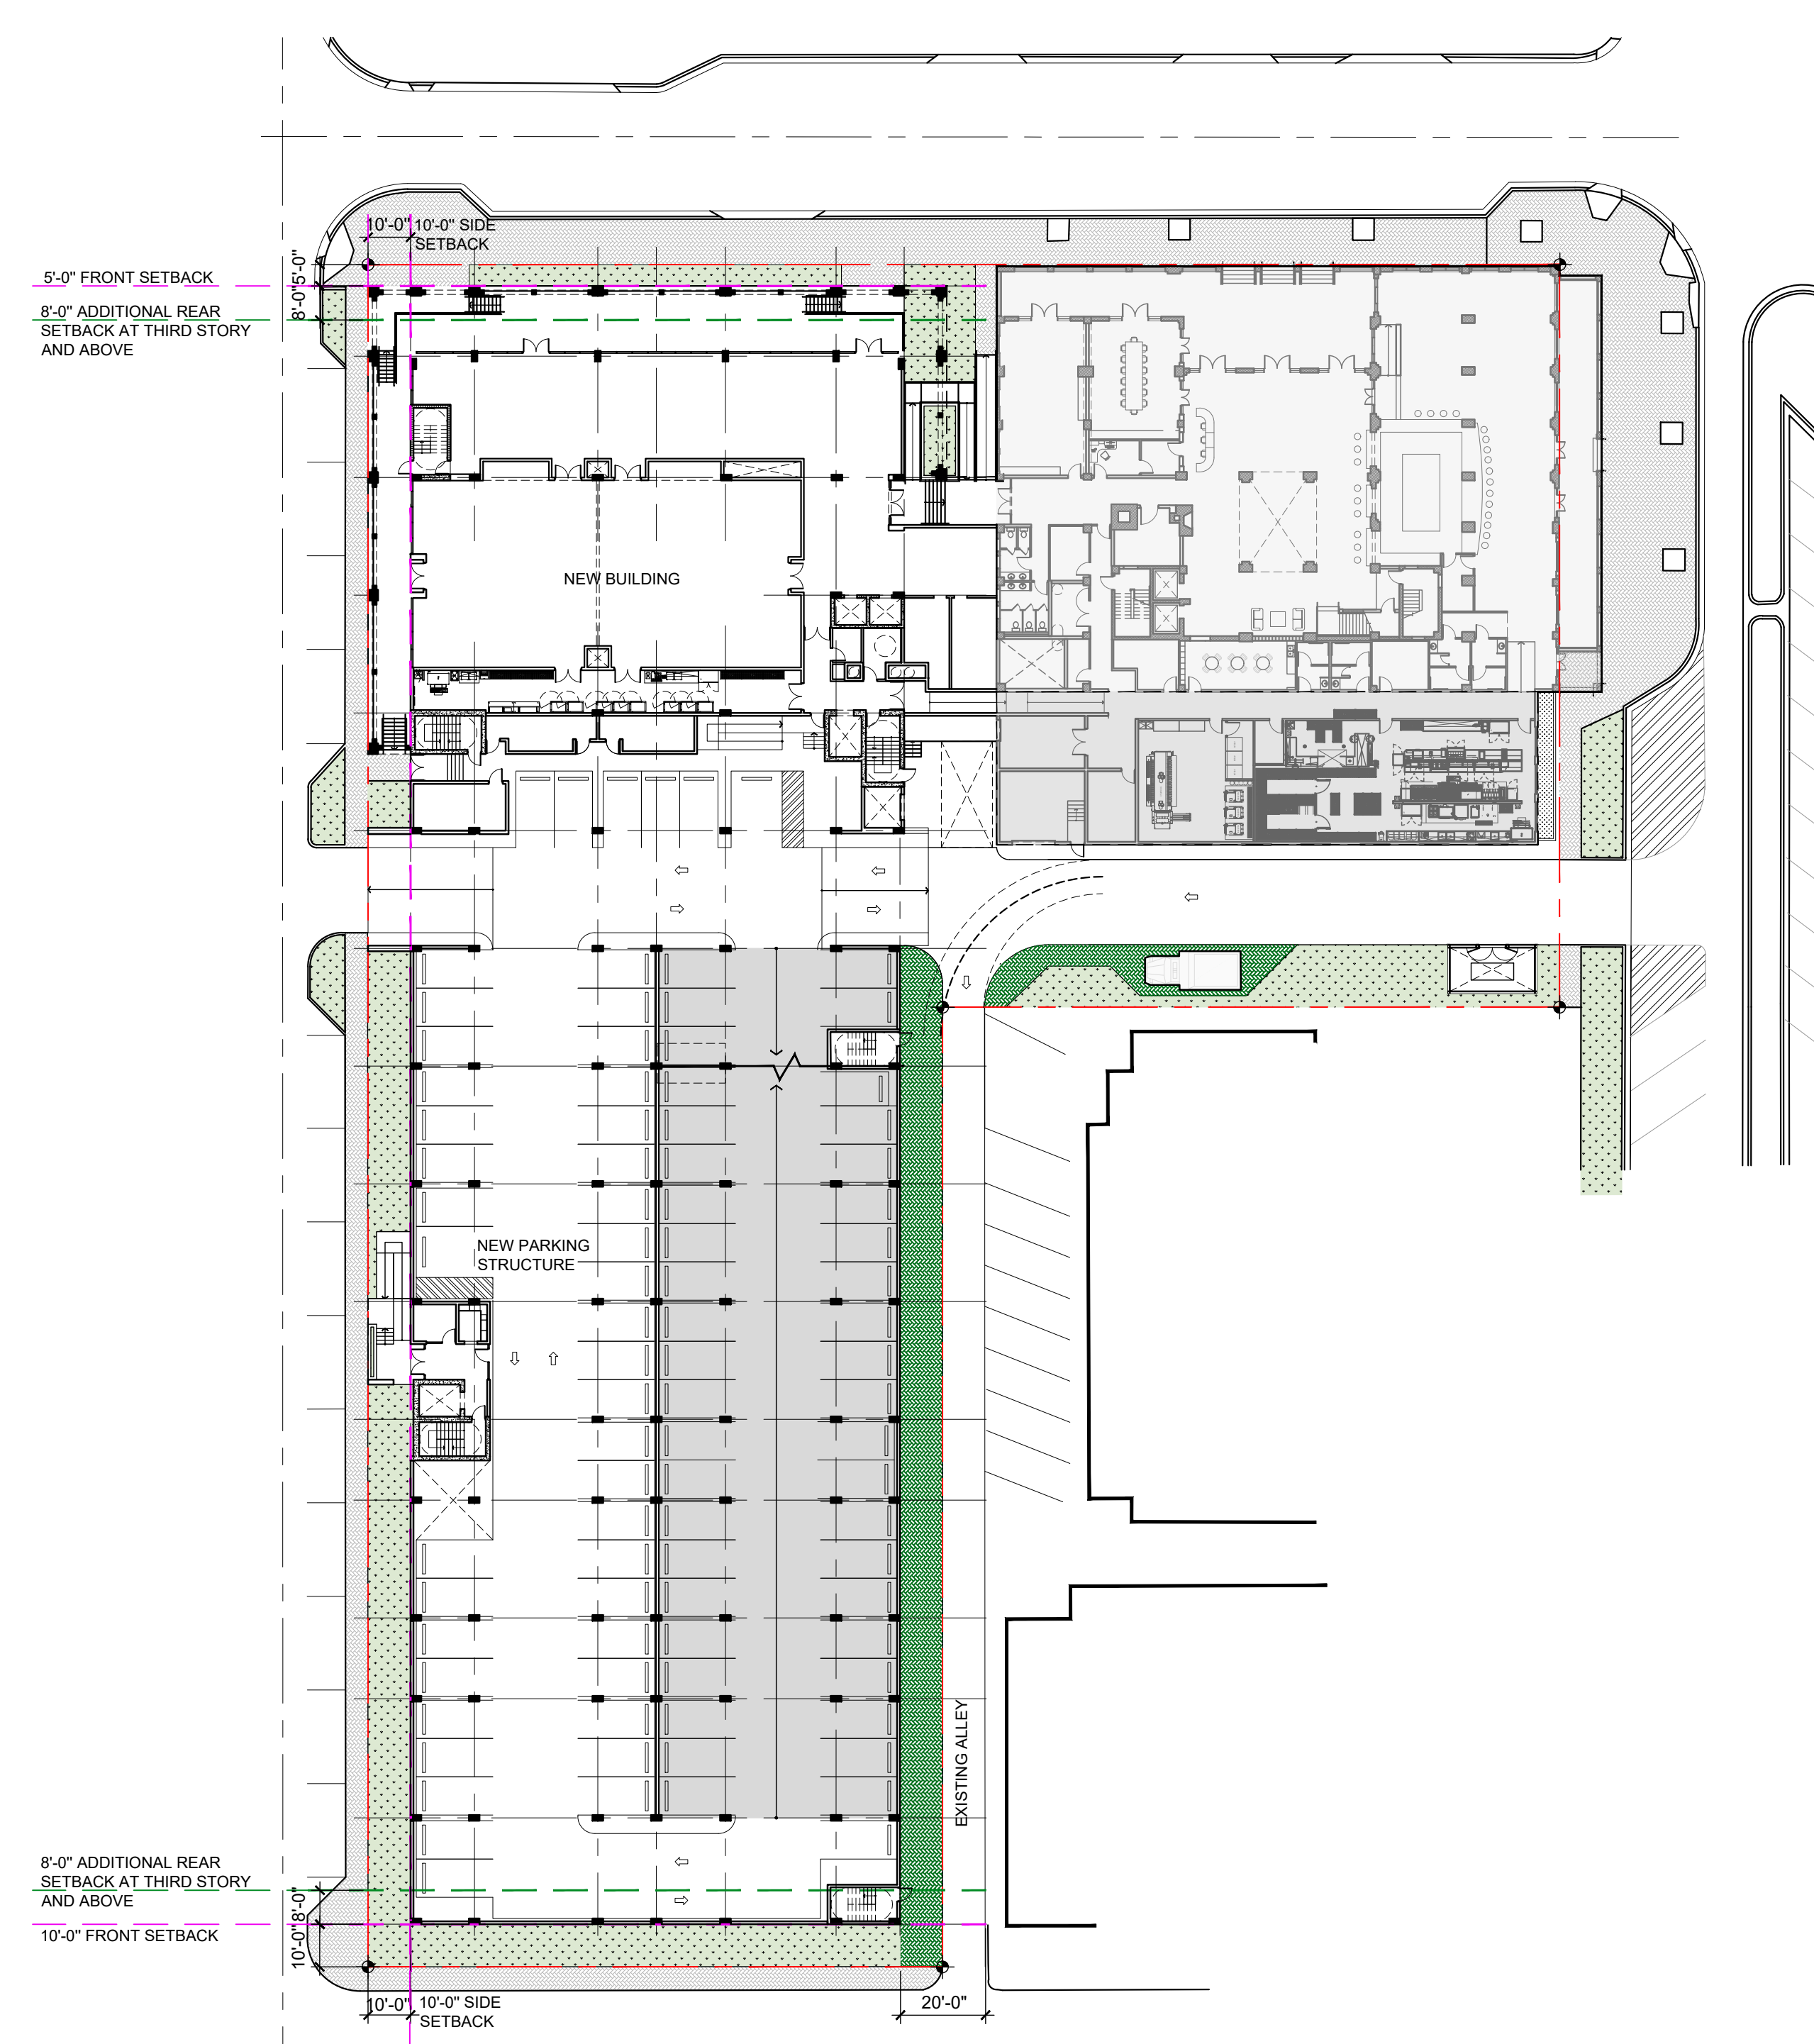 10'-0"
10'-0" SIDE
SETBACK
5'-0"
8'-0"
5'-0" FRONT SETBACK
8'-0" ADDITIONAL REAR
SETBACK AT THIRD STORY
AND ABOVE
NEW BUILDING
NEW PARKING
STRUCTURE
EXISTING ALLEY
8'-0" ADDITIONAL REAR
SETBACK AT THIRD STORY
AND ABOVE
8'-0"
10'-0" FRONT SETBACK
10'-0"
10'-0"
10'-0" SIDE
SETBACK
20'-0"